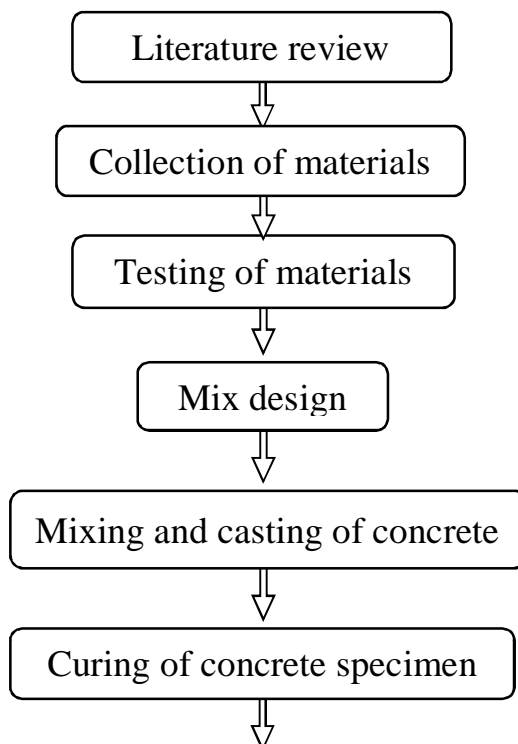 Literature review
Collection of materials
Testing of materials
Mix design
Mixing and casting of concrete
Curing of concrete specimen